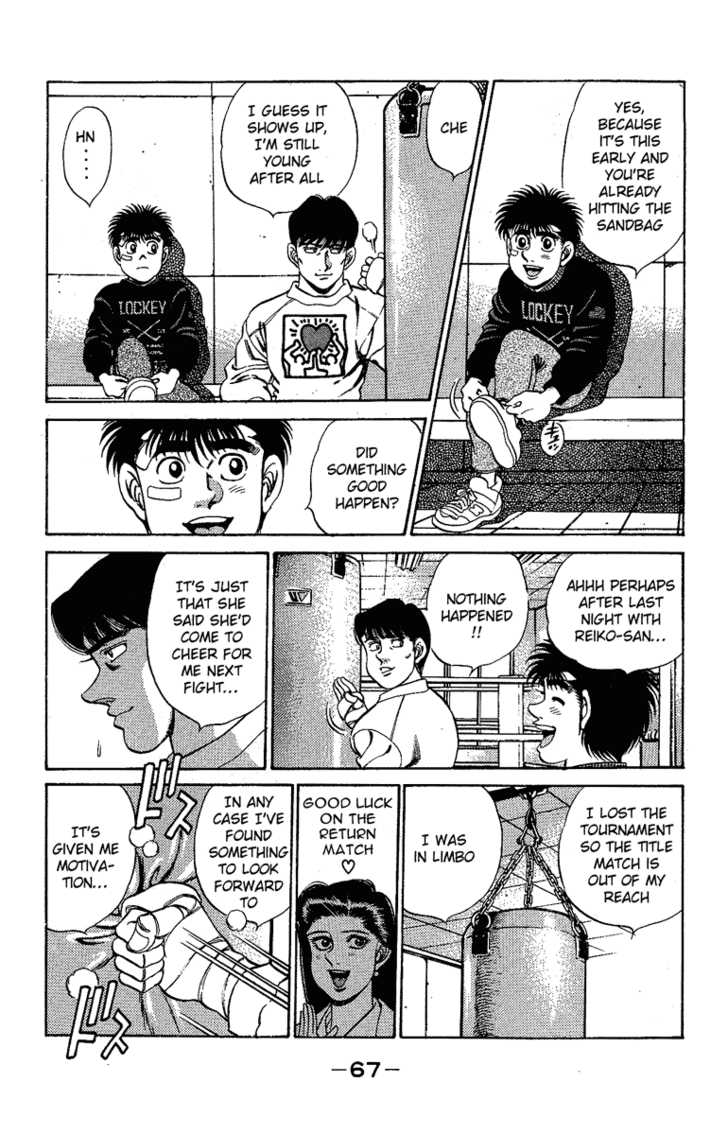 YES,
BECAUSE
IT'S THIS
EARLY AND
YOU'RE
ALREADY
HITTING THE
SANDBAG
LOCKEY
CHE
I GUESS IT
SHOWS UP,
I'M STILL
YOUNG
AFTER ALL
HN
....
LOCKEY
DID
SOMETHING
GOOD
HAPPEN?
AHHH PERHAPS
AFTER LAST
NIGHT WITH
REIKO-SAN...
NOTHING
HAPPENED
!!
IT'S JUST
THAT SHE
SAID SHE'D
COME TO
CHEER FOR
ME NEXT
FIGHT...
I LOST THE
TOURNAMENT
SO THE TITLE
MATCH IS
OUT OF MY
REACH
I WAS
IN LIMBO
GOOD LUCK
ON THE
RETURN
MATCH
♡
IN ANY
CASE I'VE
FOUND
SOMETHING
TO LOOK
FORWARD
TO
ドス
IT'S
GIVEN ME
MOTIVA-
TION...
ドス
-67-